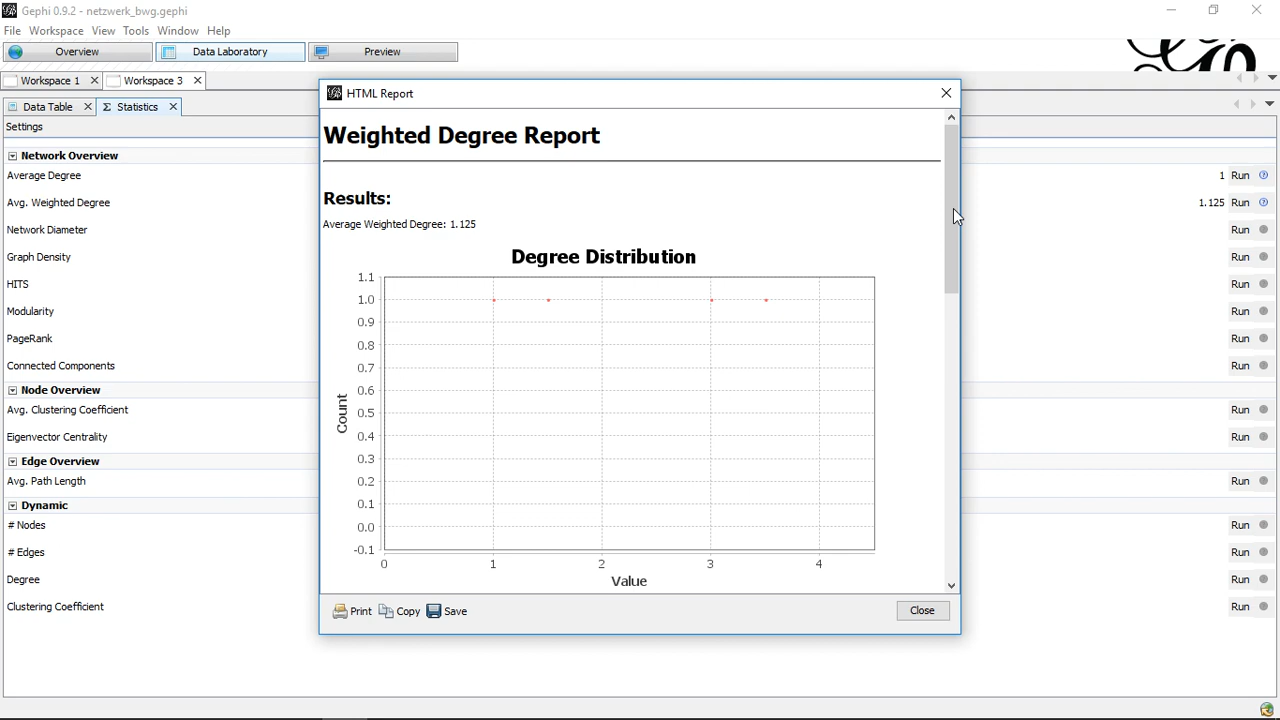 Gephi 0.9.2 - netzwerk_bwg.gephi
File Workspace View Tools Window Help
Overview Data Laboratory Preview
Workspace 1 Workspace 3
Data Table Σ Statistics
Settings
Network Overview
Average Degree 1 Run
Avg. Weighted Degree 1.125 Run
Network Diameter Run
Graph Density Run
HITS Run
Modularity Run
PageRank Run
Connected Components Run
Node Overview
Avg. Clustering Coefficient Run
Eigenvector Centrality Run
Edge Overview
Avg. Path Length Run
Dynamic
# Nodes Run
# Edges Run
Degree Run
Clustering Coefficient Run
HTML Report
Weighted Degree Report
Results:
Average Weighted Degree: 1.125
Degree Distribution
1.1
1.0
0.9
0.8
0.7
0.6
0.5
0.4
0.3
0.2
0.1
0.0
-0.1
Count
0 1 2 3 4
Value
Print Copy Save Close